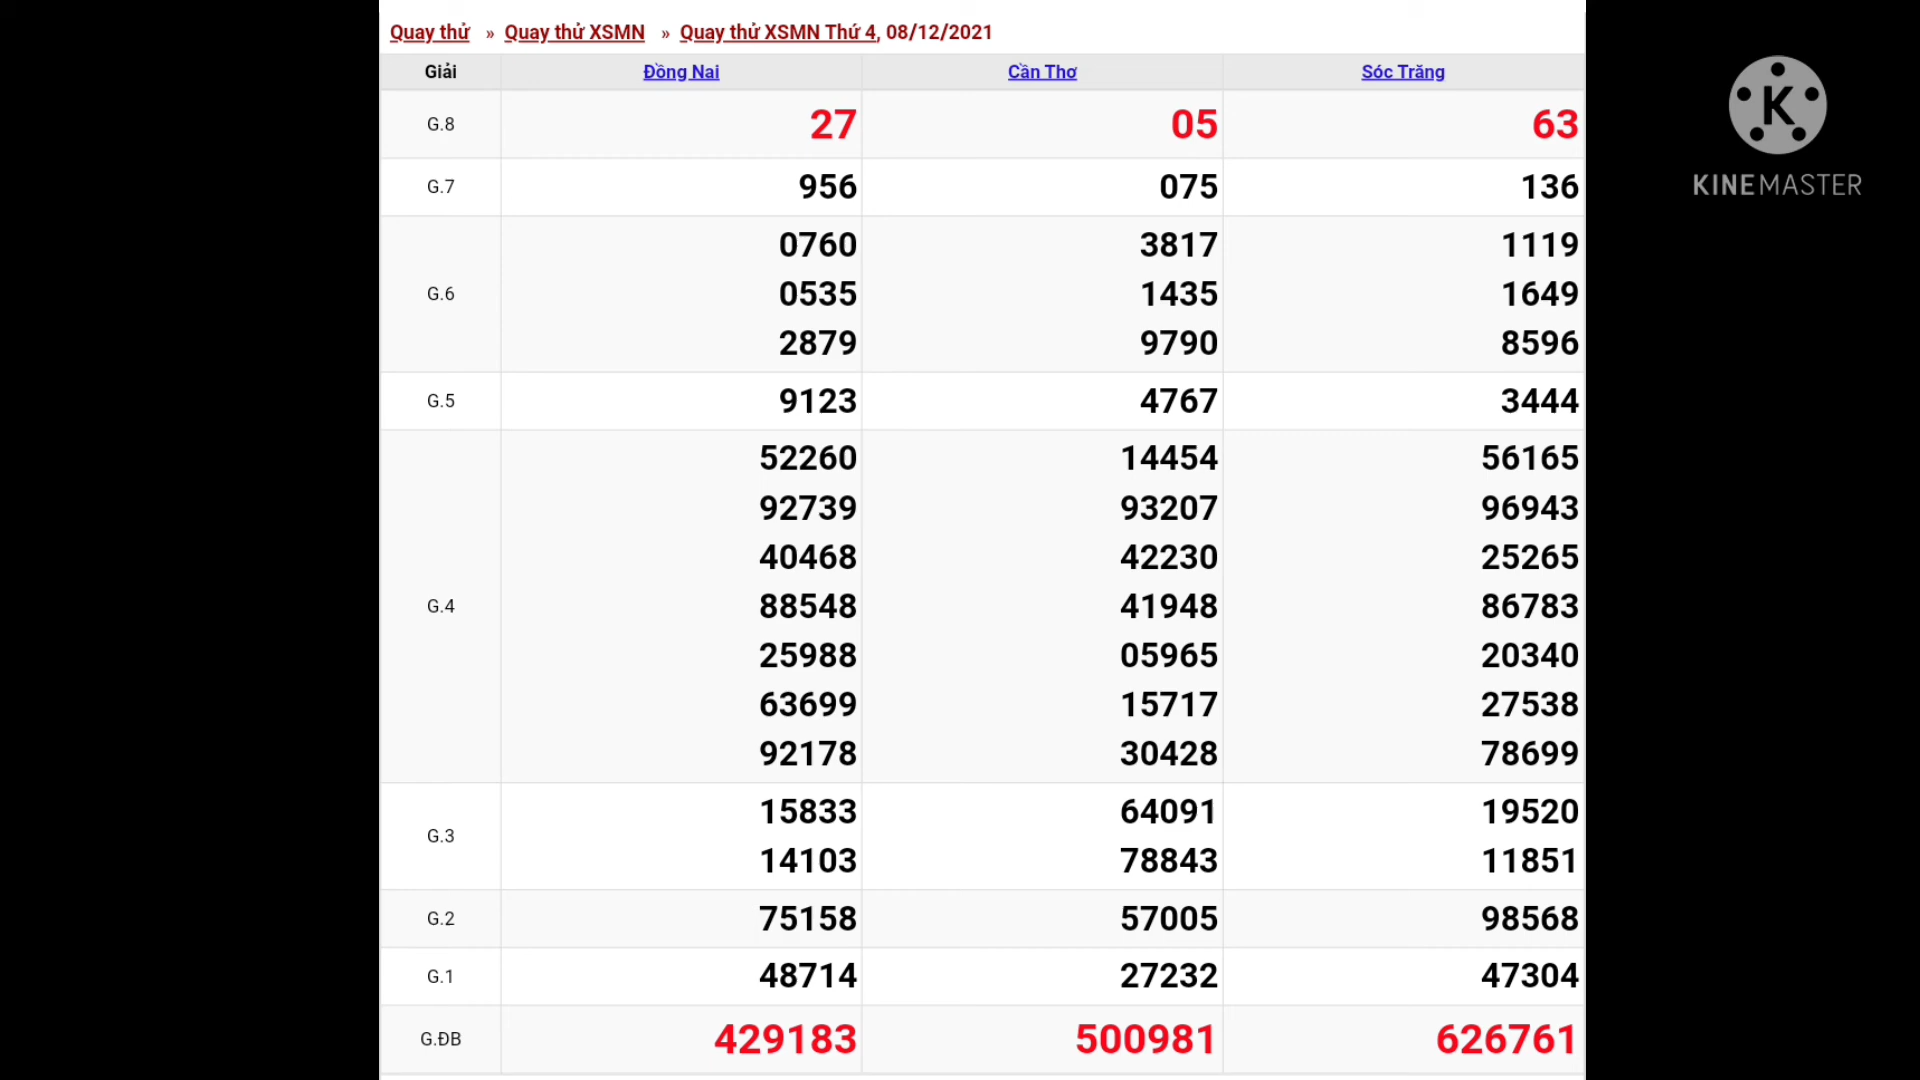 Quay thử » Quay thử XSMN » Quay thử XSMN Thứ 4, 08/12/2021
Giải Đồng Nai Cần Thơ Sóc Trăng
G.8 27 05 63
G.7 956 075 136
0760 3817 1119
G.6 0535 1435 1649
2879 9790 8596
G.5 9123 4767 3444
52260 14454 56165
92739 93207 96943
40468 42230 25265
G.4 88548 41948 86783
25988 05965 20340
63699 15717 27538
92178 30428 78699
G.3
15833 64091 19520
14103 78843 11851
G.2 75158 57005 98568
G.1 48714 27232 47304
G.ĐB 429183 500981 626761
K
KINEMASTER